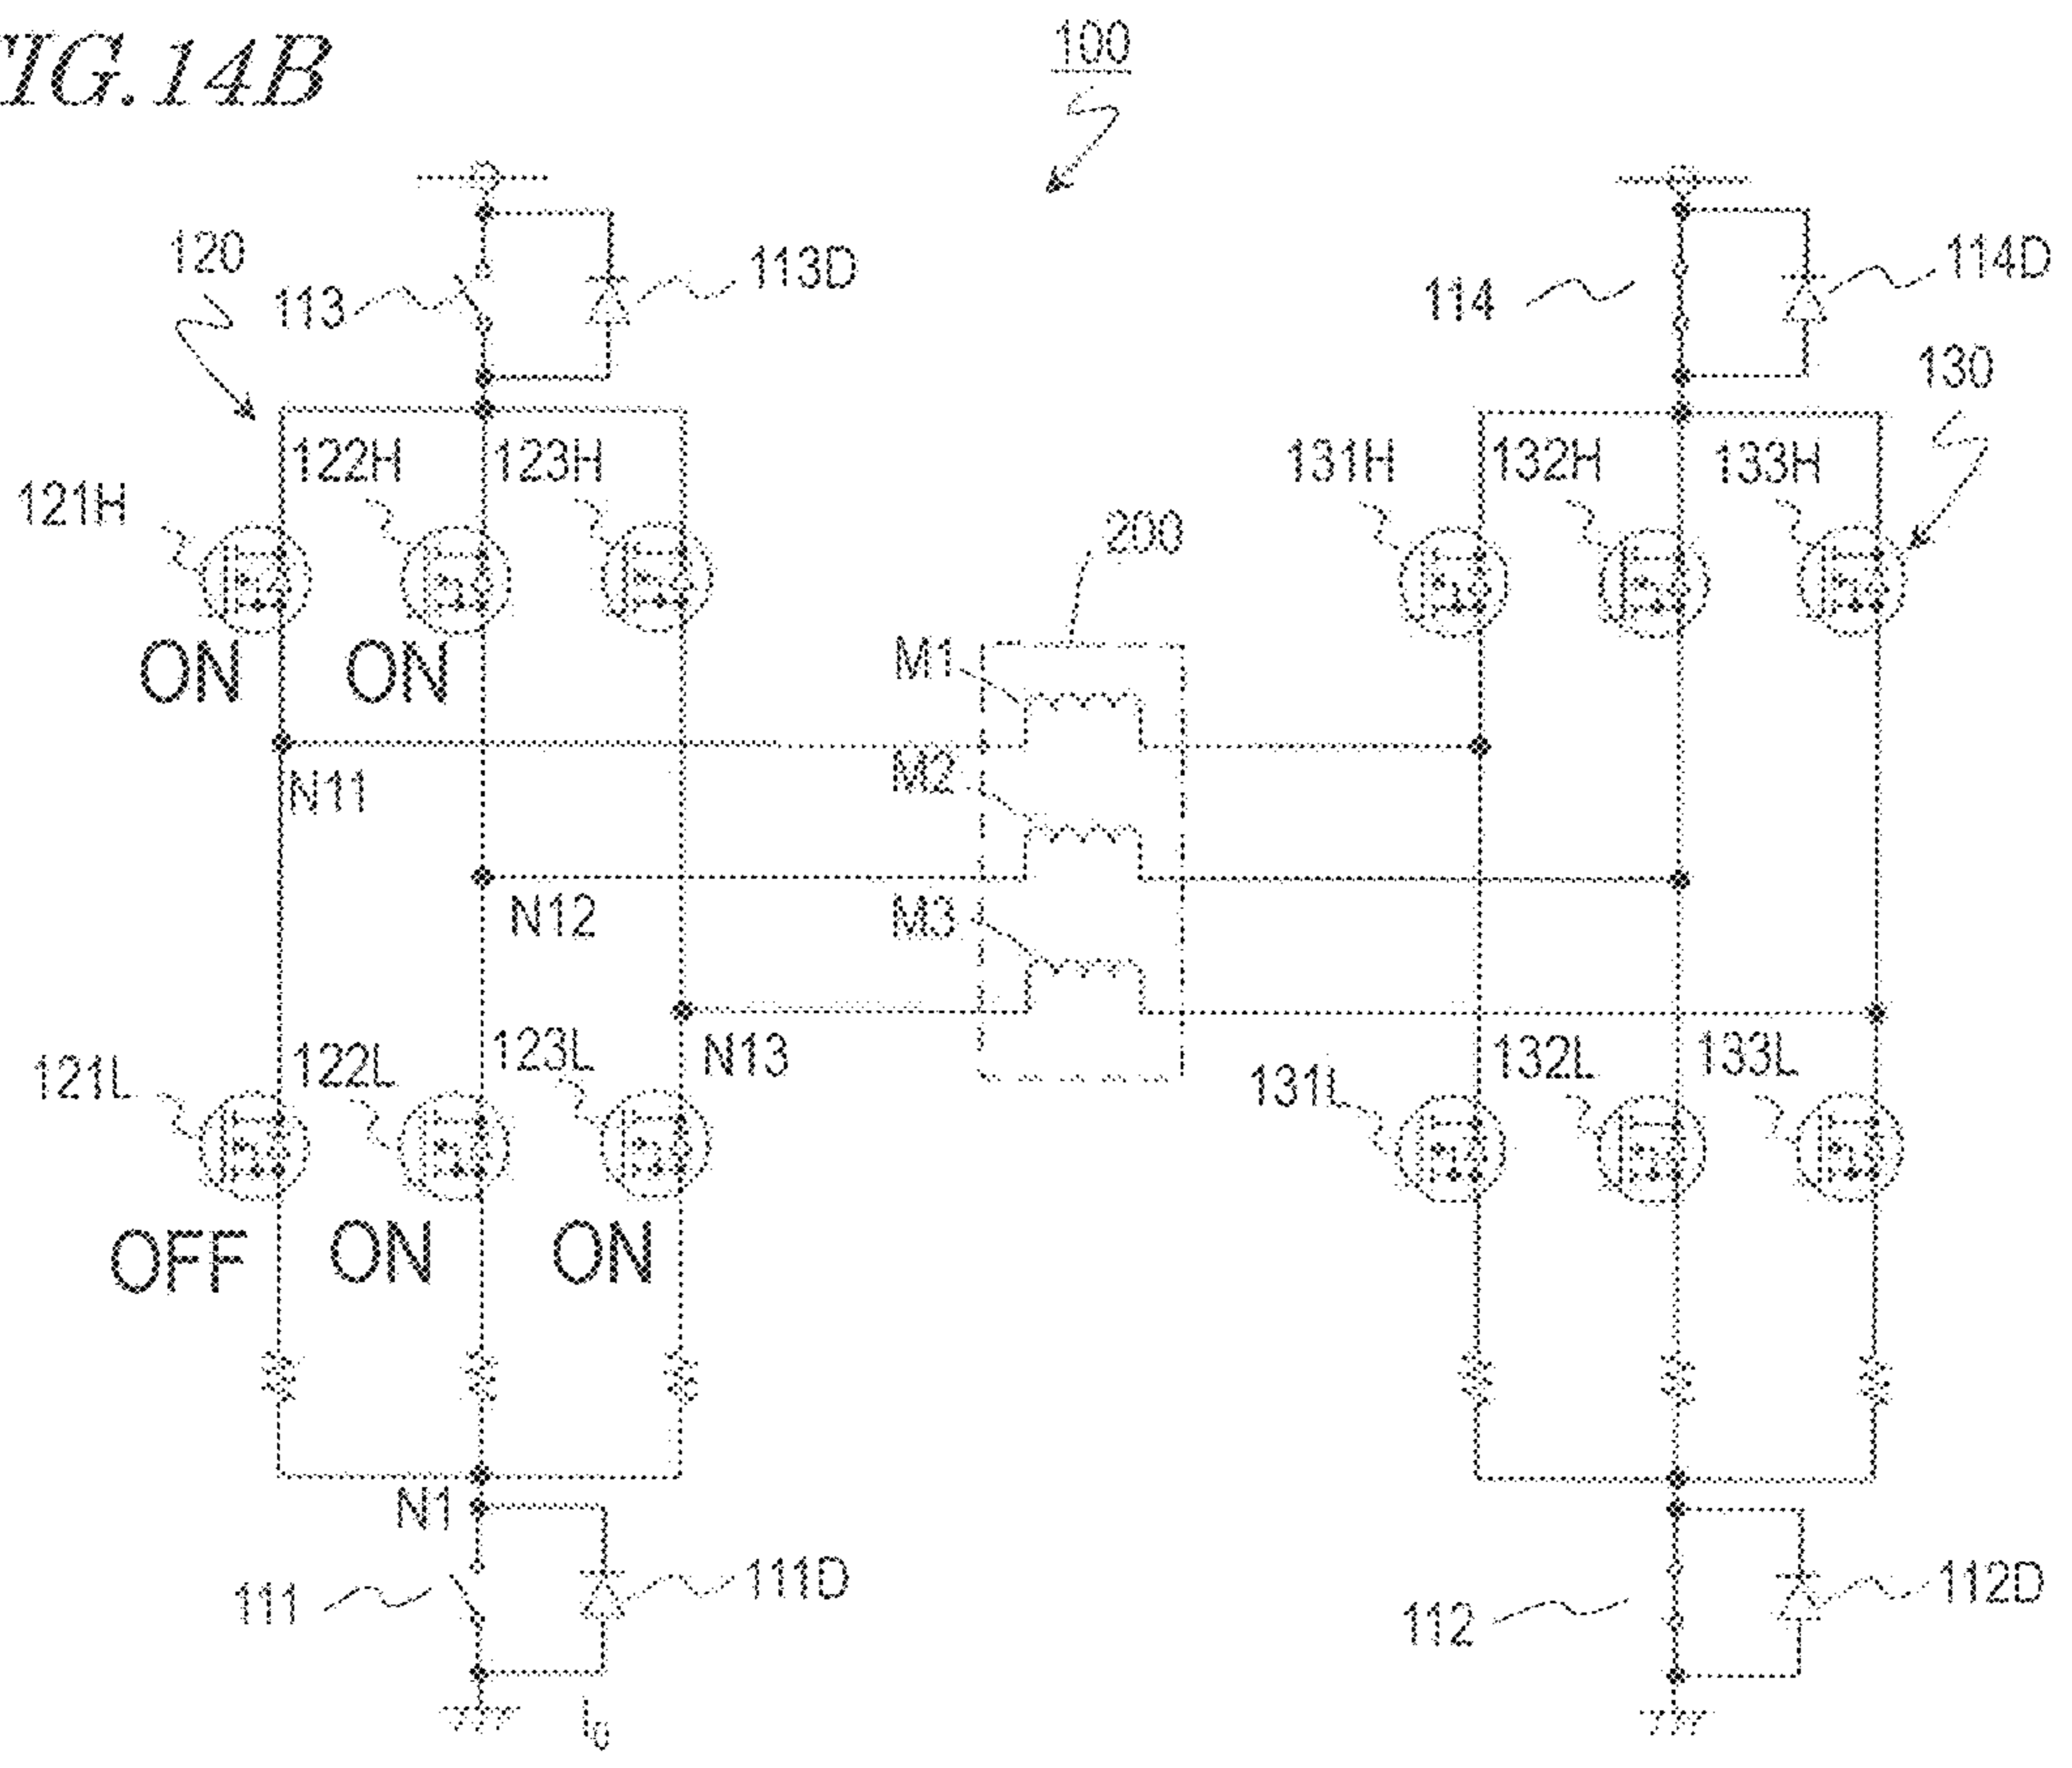 FIG. 14B
100
120
113
113D
114
114D
130
121H
122H
123H
131H
132H
133H
200
ON
ON
M1
M2
N11
N12
M3
N13
121L
122L
123L
131L
132L
133L
OFF
ON
ON
N1
111
111D
112
112D
I0